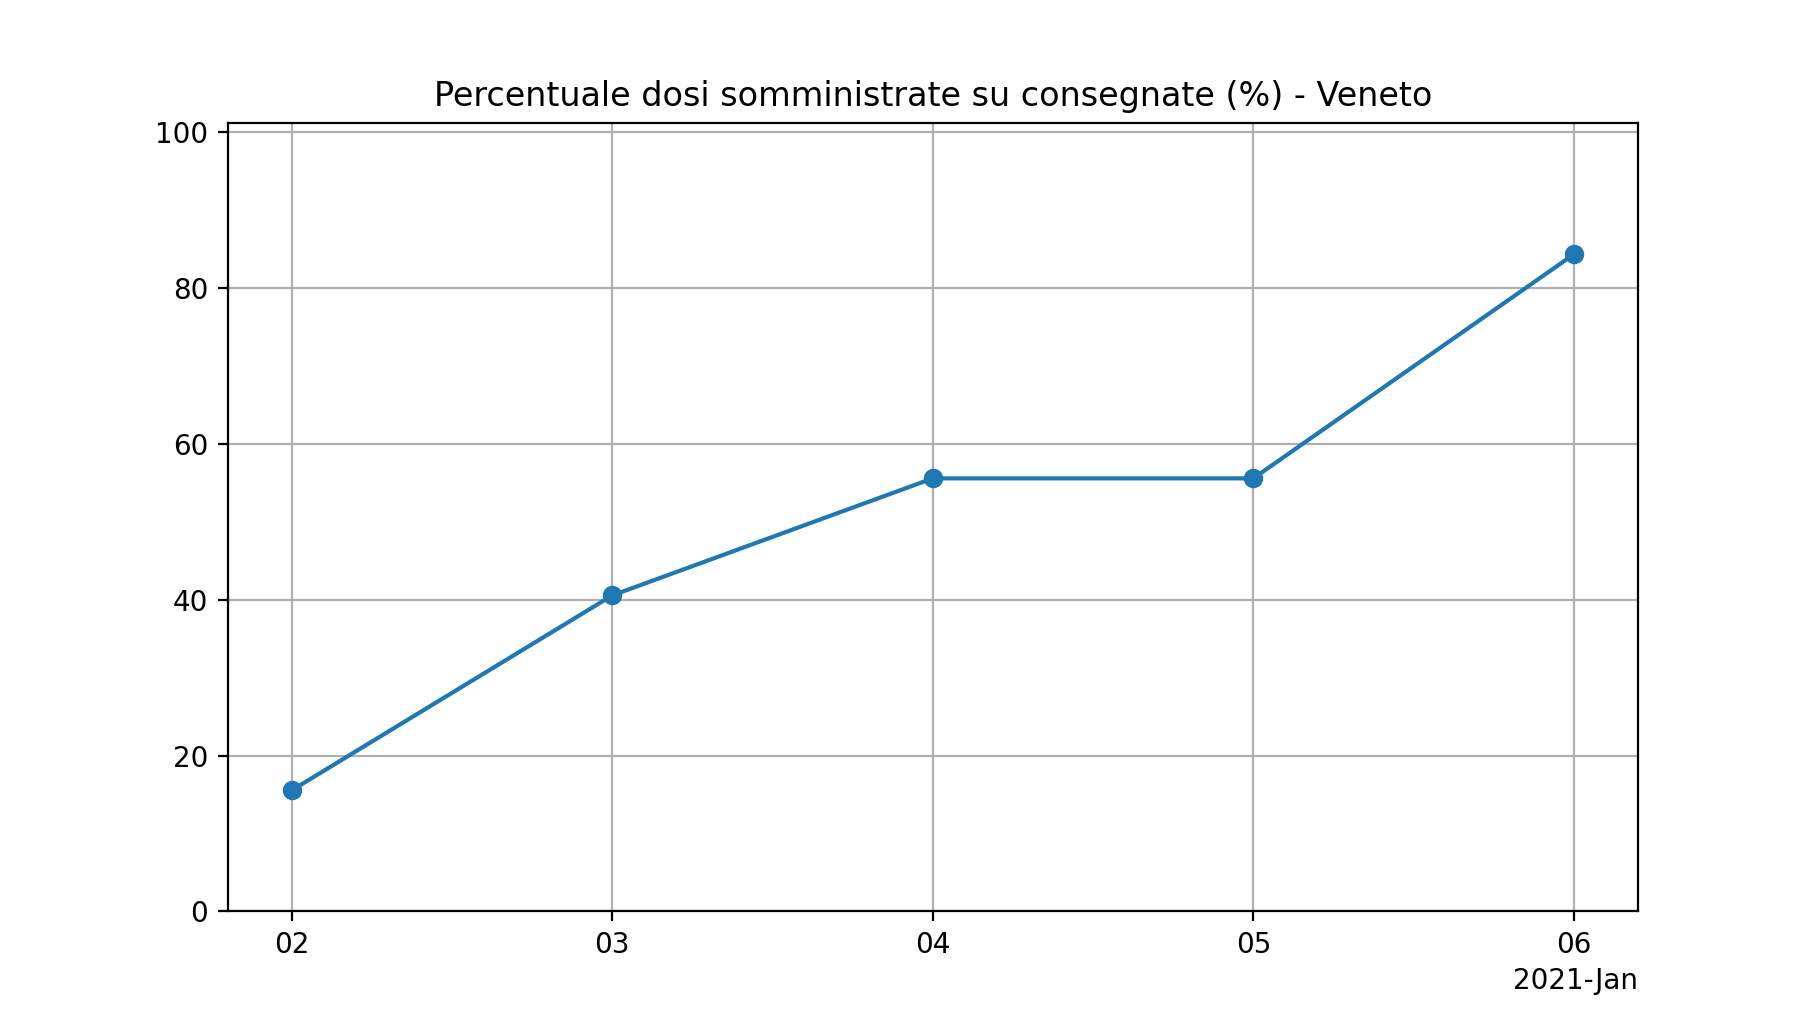 Percentuale dosi somministrate su consegnate (%) - Veneto
100
80
60
40
20
0
02 03 04 05 06
2021-Jan